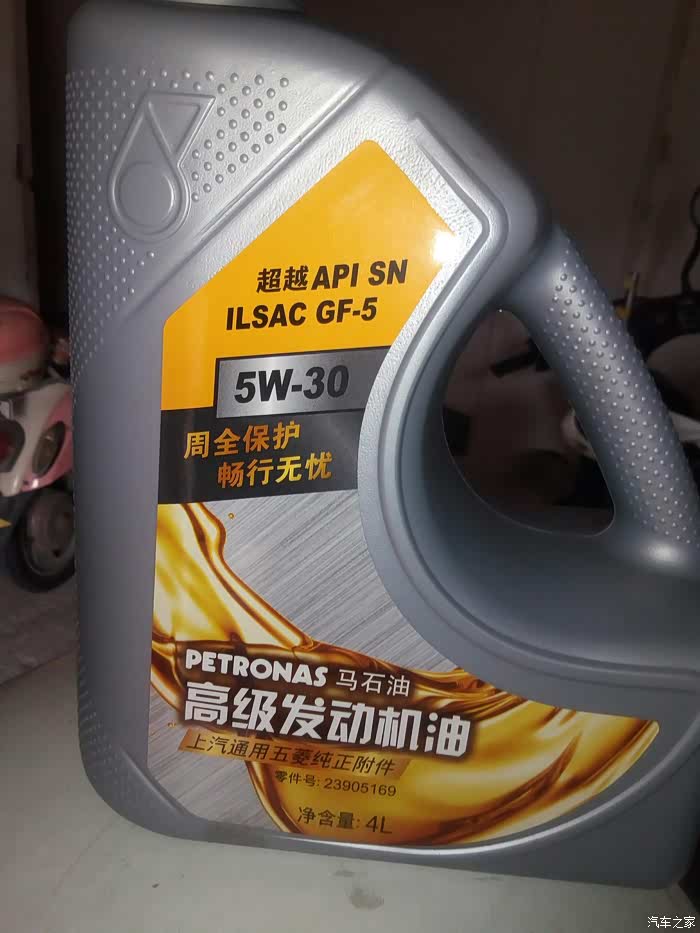 超越API SN
ILSAC GF-5
5W-30
周全保护
畅行无忧
PETRONAS 马石油
高级发动机油
上汽通用五菱纯正附件
零件号: 23905169
净含量: 4L
汽车之家